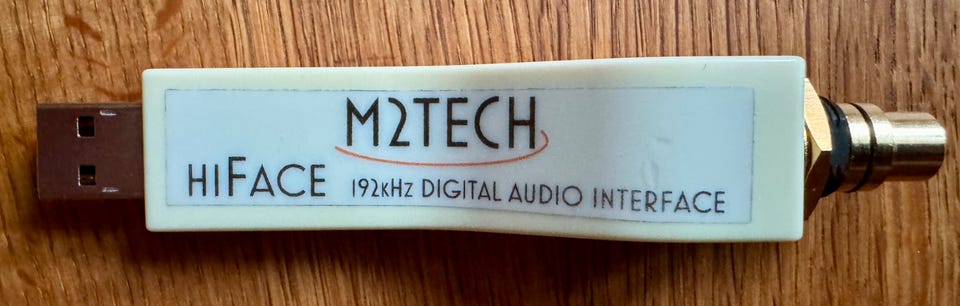 M2TECH
HIFACE 192KHZ DIGITAL AUDIO INTERFACE